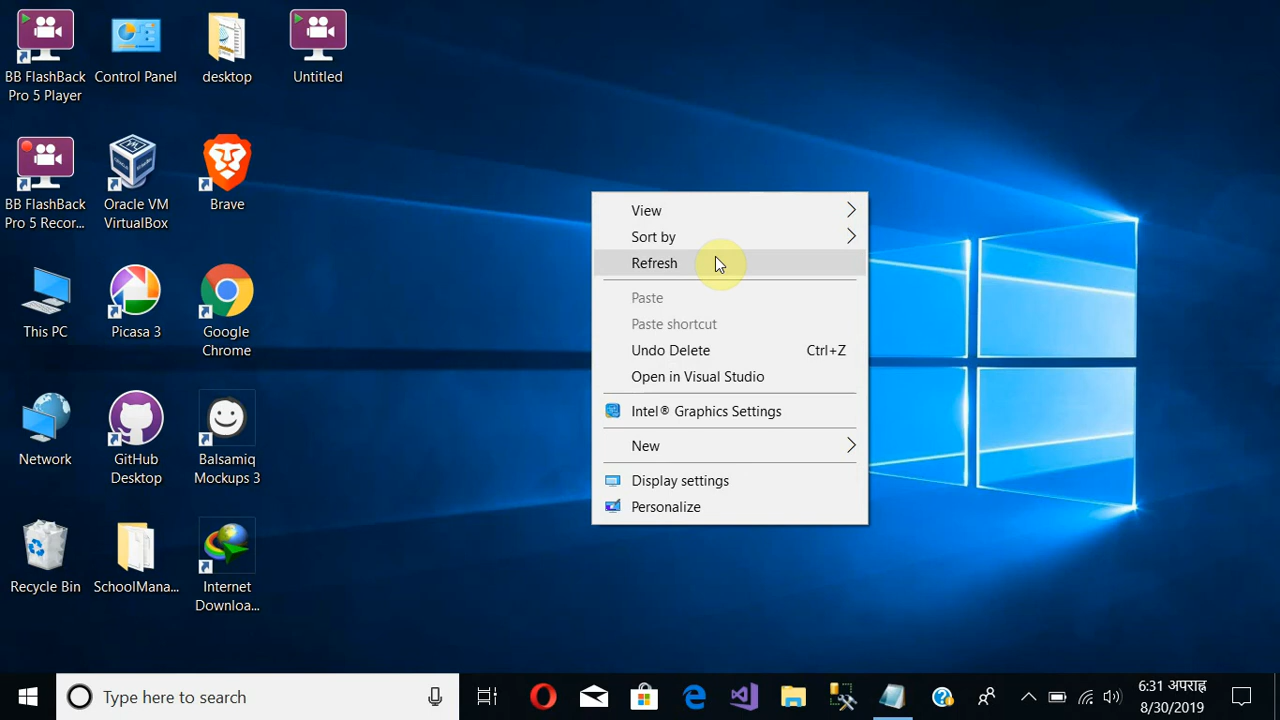 BB FlashBack
Pro 5 Player
Control Panel
desktop
Untitled
BB FlashBack
Pro 5 Recor...
Oracle VM
VirtualBox
Brave
This PC
Picasa 3
Google
Chrome
Network
GitHub
Desktop
Balsamiq
Mockups 3
Recycle Bin
SchoolMana...
Internet
Downloa...
View
Sort by
Refresh
Paste
Paste shortcut
Undo Delete Ctrl+Z
Open in Visual Studio
Intel® Graphics Settings
New
Display settings
Personalize
Type here to search
6:31 अपराह्न
8/30/2019